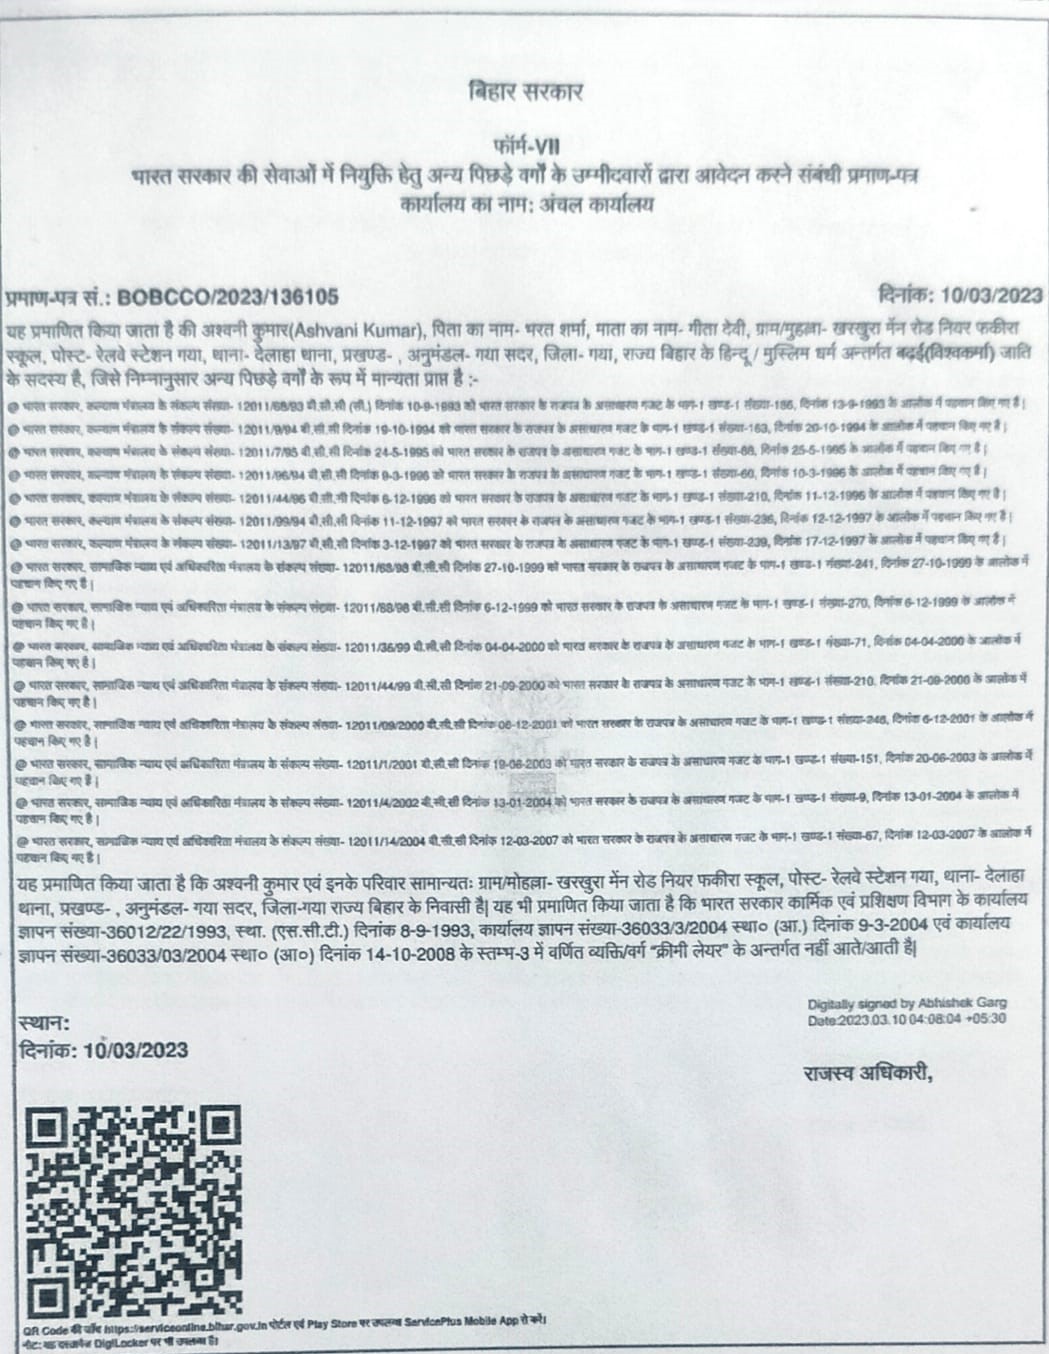 बिहार सरकार
फॉर्म-VII
भारत सरकार की सेवाओं में नियुक्ति हेतु अन्य पिछड़े वर्गों के उम्मीदवारों द्वारा आवेदन करने संबंधी प्रमाण-पत्र
कार्यालय का नाम: अंचल कार्यालय
प्रमाण-पत्र सं.: BOBCCO/2023/136105
दिनांक: 10/03/2023
यह प्रमाणित किया जाता है की अश्वनी कुमार(Ashvani Kumar), पिता का नाम- भरत शर्मा, माता का नाम- गीता देवी, ग्राम/मुहल्ला- खरखुरा मेंन रोड नियर फकीरा
स्कूल, पोस्ट- रेलवे स्टेशन गया, थाना- देलाहा थाना, प्रखण्ड- , अनुमंडल- गया सदर, जिला- गया, राज्य बिहार के हिन्दू / मुस्लिम धर्म अन्तर्गत बढ़ई(विश्वकर्मा) जाति
के सदस्य है, जिसे निम्नानुसार अन्य पिछड़े वर्गों के रूप में मान्यता प्राप्त है :-
@ भारत सरकार, कल्याण मंत्रालय के संकल्प संख्या- 12011/68/93 बी.सी.सी (सी.) दिनांक 10-9-1993 को भारत सरकार के राजपत्र के असाधारण गजट के भाग-1 खण्ड-1 संख्या-186, दिनांक 13-9-1993 के आलोक में पहचान किए गए है|
@ भारत सरकार, कल्याण मंत्रालय के संकल्प संख्या- 12011/9/94 बी.सी.सी दिनांक 19-10-1994 को भारत सरकार के राजपत्र के असाधारण गजट के भाग-1 खण्ड-1 संख्या-163, दिनांक 20-10-1994 के आलोक में पहचान किए गए है|
@ भारत सरकार, कल्याण मंत्रालय के संकल्प संख्या- 12011/7/95 बी.सी.सी दिनांक 24-5-1995 को भारत सरकार के राजपत्र के असाधारण गजट के भाग-1 खण्ड-1 संख्या-88, दिनांक 25-5-1995 के आलोक में पहचान किए गए है|
@ भारत सरकार, कल्याण मंत्रालय के संकल्प संख्या- 12011/96/94 बी.सी.सी दिनांक 9-3-1996 को भारत सरकार के राजपत्र के असाधारण गजट के भाग-1 खण्ड-1 संख्या-60, दिनांक 10-3-1996 के आलोक में पहचान किए गए है|
@ भारत सरकार, कल्याण मंत्रालय के संकल्प संख्या- 12011/44/96 बी.सी.सी दिनांक 6-12-1996 को भारत सरकार के राजपत्र के असाधारण गजट के भाग-1 खण्ड-1 संख्या-210, दिनांक 11-12-1996 के आलोक में पहचान किए गए है|
@ भारत सरकार, कल्याण मंत्रालय के संकल्प संख्या- 12011/99/94 बी.सी.सी दिनांक 11-12-1997 को भारत सरकार के राजपत्र के असाधारण गजट के भाग-1 खण्ड-1 संख्या-236, दिनांक 12-12-1997 के आलोक में पहचान किए गए है|
@ भारत सरकार, कल्याण मंत्रालय के संकल्प संख्या- 12011/13/97 बी.सी.सी दिनांक 3-12-1997 को भारत सरकार के राजपत्र के असाधारण गजट के भाग-1 खण्ड-1 संख्या-239, दिनांक 17-12-1997 के आलोक में पहचान किए गए है|
@ भारत सरकार, सामाजिक न्याय एवं अधिकारिता मंत्रालय के संकल्प संख्या- 12011/68/98 बी.सी.सी दिनांक 27-10-1999 को भारत सरकार के राजपत्र के असाधारण गजट के भाग-1 खण्ड-1 संख्या-241, दिनांक 27-10-1999 के आलोक में
पहचान किए गए है|
@ भारत सरकार, सामाजिक न्याय एवं अधिकारिता मंत्रालय के संकल्प संख्या- 12011/88/98 बी.सी.सी दिनांक 6-12-1999 को भारत सरकार के राजपत्र के असाधारण गजट के भाग-1 खण्ड-1 संख्या-270, दिनांक 6-12-1999 के आलोक में
पहचान किए गए है|
@ भारत सरकार, सामाजिक न्याय एवं अधिकारिता मंत्रालय के संकल्प संख्या- 12011/36/99 बी.सी.सी दिनांक 04-04-2000 को भारत सरकार के राजपत्र के असाधारण गजट के भाग-1 खण्ड-1 संख्या-71, दिनांक 04-04-2000 के आलोक में
पहचान किए गए है|
@ भारत सरकार, सामाजिक न्याय एवं अधिकारिता मंत्रालय के संकल्प संख्या- 12011/44/99 बी.सी.सी दिनांक 21-09-2000 को भारत सरकार के राजपत्र के असाधारण गजट के भाग-1 खण्ड-1 संख्या-210, दिनांक 21-09-2000 के आलोक में
पहचान किए गए है|
@ भारत सरकार, सामाजिक न्याय एवं अधिकारिता मंत्रालय के संकल्प संख्या- 12011/09/2000 बी.सी.सी दिनांक 06-12-2001 को भारत सरकार के राजपत्र के असाधारण गजट के भाग-1 खण्ड-1 संख्या-246, दिनांक 6-12-2001 के आलोक में
पहचान किए गए है|
@ भारत सरकार, सामाजिक न्याय एवं अधिकारिता मंत्रालय के संकल्प संख्या- 12011/1/2001 बी.सी.सी दिनांक 19-06-2003 को भारत सरकार के राजपत्र के असाधारण गजट के भाग-1 खण्ड-1 संख्या-151, दिनांक 20-06-2003 के आलोक में
पहचान किए गए है|
@ भारत सरकार, सामाजिक न्याय एवं अधिकारिता मंत्रालय के संकल्प संख्या- 12011/4/2002 बी.सी.सी दिनांक 13-01-2004 को भारत सरकार के राजपत्र के असाधारण गजट के भाग-1 खण्ड-1 संख्या-9, दिनांक 13-01-2004 के आलोक में
पहचान किए गए है|
@ भारत सरकार, सामाजिक न्याय एवं अधिकारिता मंत्रालय के संकल्प संख्या- 12011/14/2004 बी.सी.सी दिनांक 12-03-2007 को भारत सरकार के राजपत्र के असाधारण गजट के भाग-1 खण्ड-1 संख्या-67, दिनांक 12-03-2007 के आलोक में
पहचान किए गए है|
यह प्रमाणित किया जाता है कि अश्वनी कुमार एवं इनके परिवार सामान्यतः ग्राम/मोहल्ला- खरखुरा मेंन रोड नियर फकीरा स्कूल, पोस्ट- रेलवे स्टेशन गया, थाना- देलाहा
थाना, प्रखण्ड- , अनुमंडल- गया सदर, जिला-गया राज्य बिहार के निवासी है| यह भी प्रमाणित किया जाता है कि भारत सरकार कार्मिक एवं प्रशिक्षण विभाग के कार्यालय
ज्ञापन संख्या-36012/22/1993, स्था. (एस.सी.टी.) दिनांक 8-9-1993, कार्यालय ज्ञापन संख्या-36033/3/2004 स्था० (आ.) दिनांक 9-3-2004 एवं कार्यालय
ज्ञापन संख्या-36033/03/2004 स्था० (आ०) दिनांक 14-10-2008 के स्तम्भ-3 में वर्णित व्यक्ति/वर्ग "क्रीमी लेयर" के अन्तर्गत नहीं आते/आती है|
Digitally signed by Abhishek Garg
Date:2023.03.10 04:08:04 +05:30
स्थान:
दिनांक: 10/03/2023
राजस्व अधिकारी,
QR Code की जाँच https://serviceonline.bihar.gov.in पोर्टल एवं Play Store पर उपलब्ध ServicePlus Mobile App से करें|
नोट: यह दस्तावेज DigiLocker पर भी उपलब्ध है|